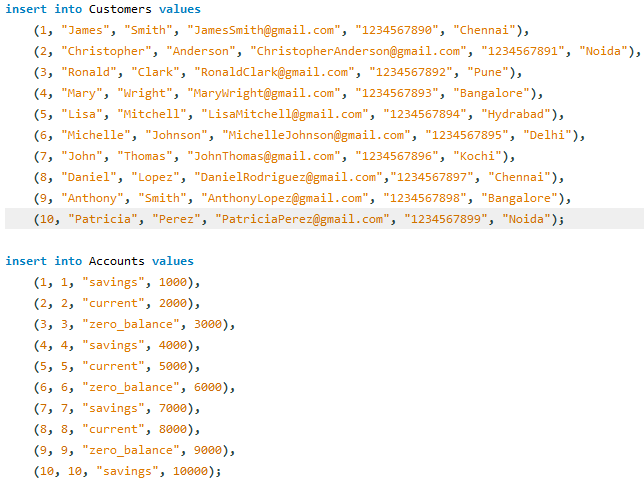 insert into Customers values
(1, "James", "Smith", "JamesSmith@gmail.com", "1234567890", "Chennai"),
(2, "Christopher", "Anderson", "ChristopherAnderson@gmail.com", "1234567891", "Noida"),
(3, "Ronald", "Clark", "RonaldClark@gmail.com", "1234567892", "Pune"),
(4, "Mary", "Wright", "MaryWright@gmail.com", "1234567893", "Bangalore"),
(5, "Lisa", "Mitchell", "LisaMitchell@gmail.com", "1234567894", "Hydrabad"),
(6, "Michelle", "Johnson", "MichelleJohnson@gmail.com", "1234567895", "Delhi"),
(7, "John", "Thomas", "JohnThomas@gmail.com", "1234567896", "Kochi"),
(8, "Daniel", "Lopez", "DanielRodriguez@gmail.com","1234567897", "Chennai"),
(9, "Anthony", "Smith", "AnthonyLopez@gmail.com", "1234567898", "Bangalore"),
(10, "Patricia", "Perez", "PatriciaPerez@gmail.com", "1234567899", "Noida");
insert into Accounts values
(1, 1, "savings", 1000),
(2, 2, "current", 2000),
(3, 3, "zero_balance", 3000),
(4, 4, "savings", 4000),
(5, 5, "current", 5000),
(6, 6, "zero_balance", 6000),
(7, 7, "savings", 7000),
(8, 8, "current", 8000),
(9, 9, "zero_balance", 9000),
(10, 10, "savings", 10000);